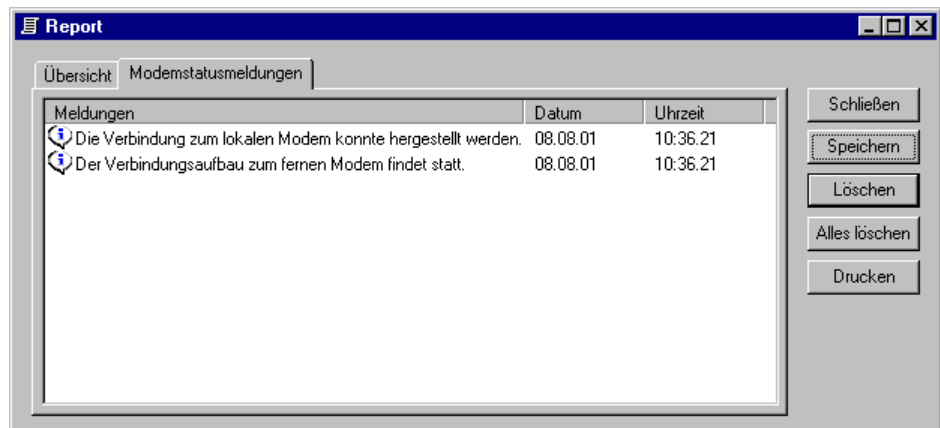 Report
Übersicht Modemstatusmeldungen
Meldungen Datum Uhrzeit
Die Verbindung zum lokalen Modem konnte hergestellt werden. 08.08.01 10:36.21
Der Verbindungsaufbau zum fernen Modem findet statt. 08.08.01 10:36.21
Schließen
Speichern
Löschen
Alles löschen
Drucken